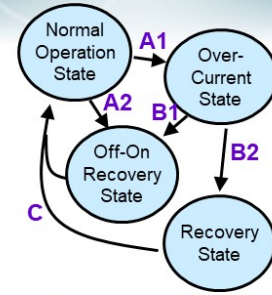 Normal
Operation
State
A1
Over-
Current
State
A2
B1
Off-On
Recovery
State
B2
C
Recovery
State